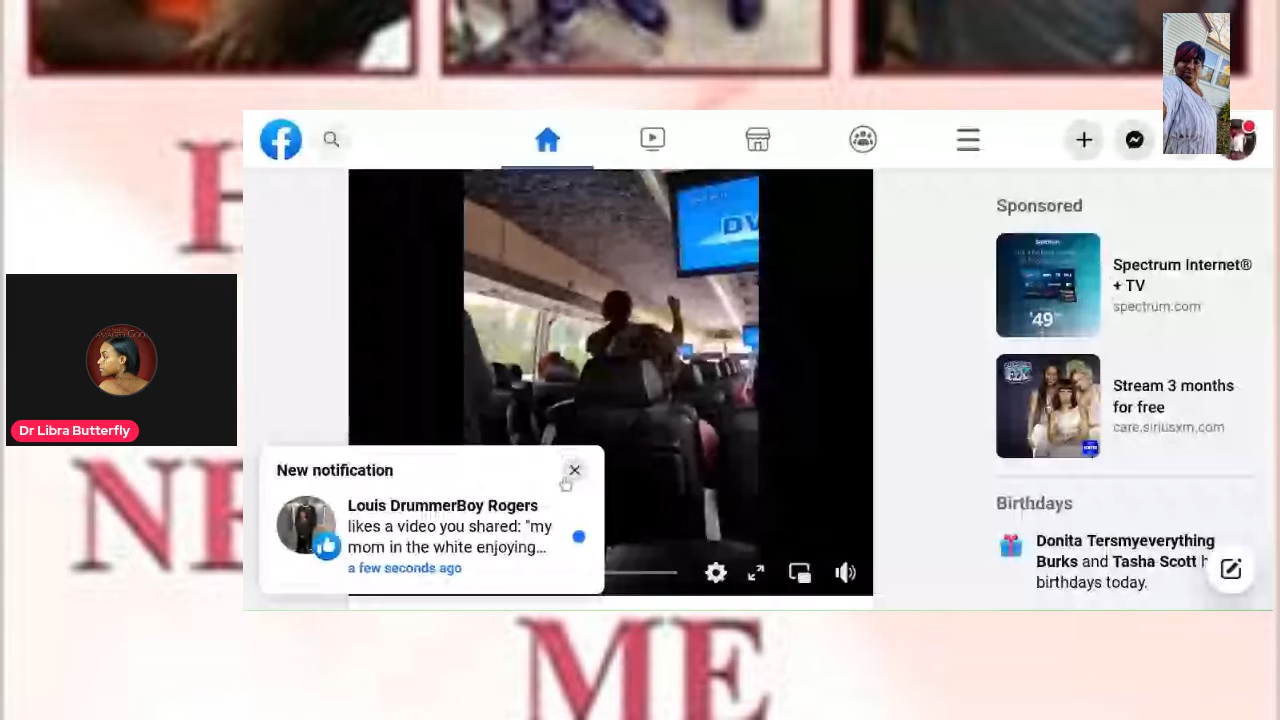 H
Sponsored
Spectrum Internet®
+ TV
spectrum.com
Spectrum
49
DV
Stream 3 months
for free
care.siriusxm.com
Dr Libra Butterfly
New notification
Louis DrummerBoy Rogers
likes a video you shared: "my
mom in the white enjoying...
a few seconds ago
Birthdays
Donita Tersmyeverything
Burks and Tasha Scott h
birthdays today.
NE
ME